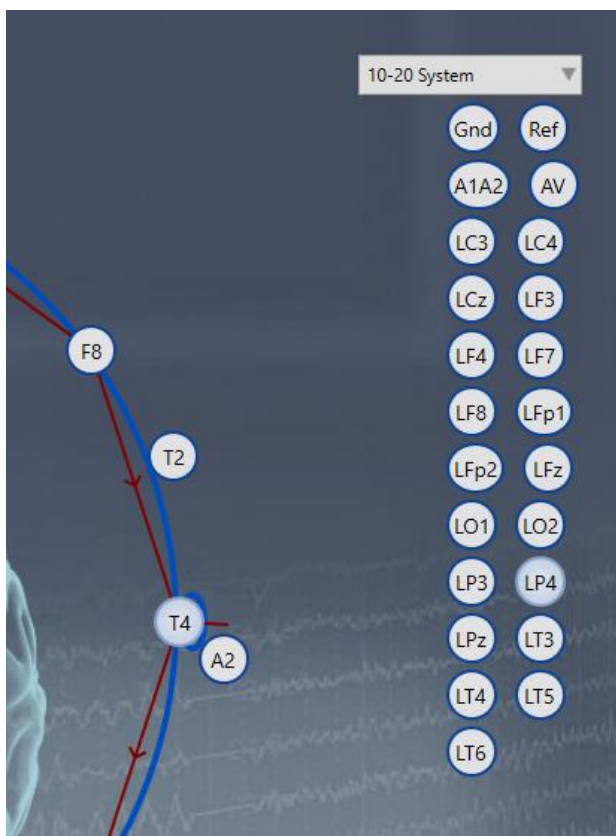 10-20 System
Gnd Ref
A1A2 AV
LC3 LC4
LCz LF3
F8
LF4 LF7
LF8 LFp1
T2
LFp2 LFz
LO1 LO2
LP3 LP4
T4
LPz LT3
A2
LT4 LT5
LT6